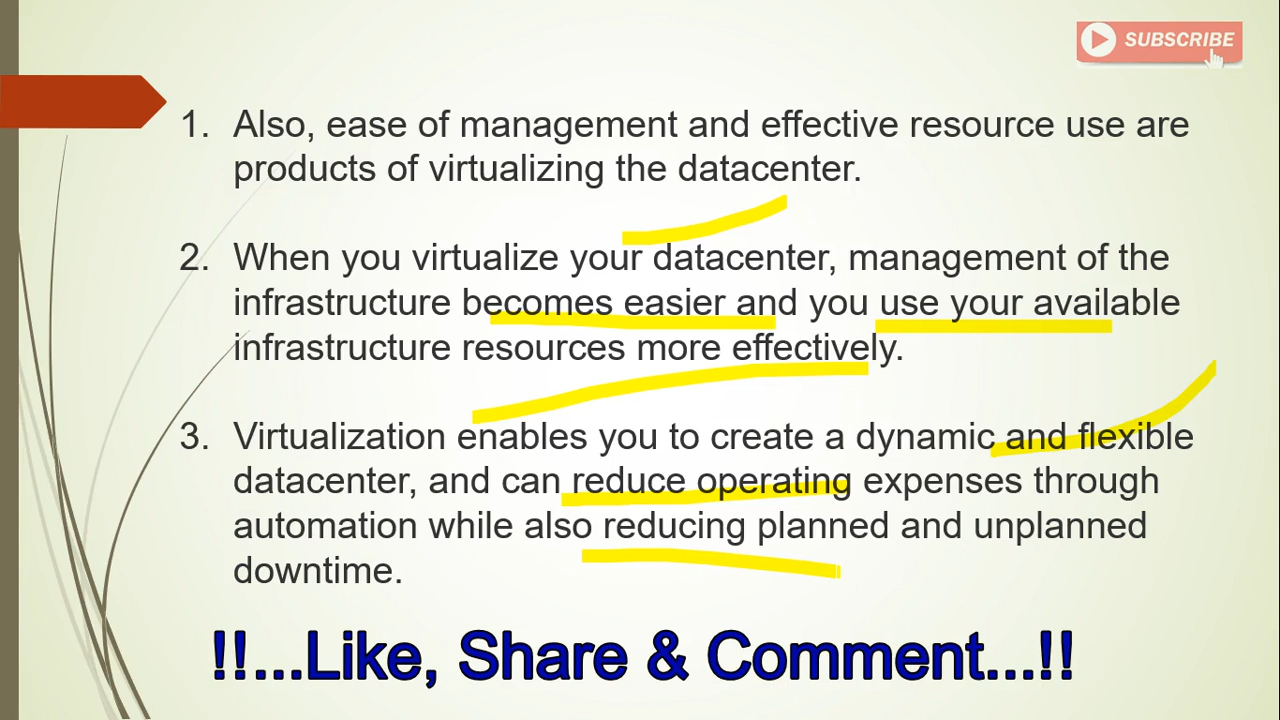 SUBSCRIBE
1. Also, ease of management and effective resource use are
products of virtualizing the datacenter.
2. When you virtualize your datacenter, management of the
infrastructure becomes easier and you use your available
infrastructure resources more effectively.
3. Virtualization enables you to create a dynamic and flexible
datacenter, and can reduce operating expenses through
automation while also reducing planned and unplanned
downtime.
!!...Like, Share & Comment...!!